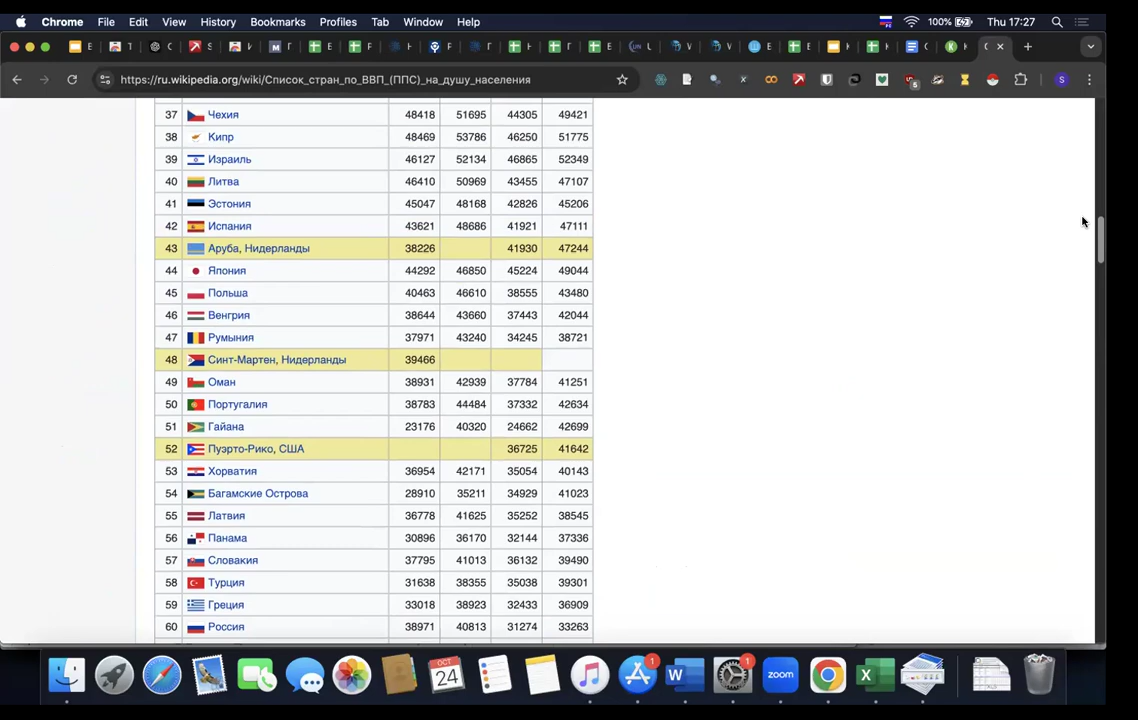 Chrome File Edit View History Bookmarks Profiles Tab Window Help 100% Thu 17:27
https://ru.wikipedia.org/wiki/Список_стран_по_ВВП_(ППС)_на_душу_населения
37 Чехия 48418 51695 44305 49421
38 Кипр 48469 53786 46250 51775
39 Израиль 46127 52134 46865 52349
40 Литва 46410 50969 43455 47107
41 Эстония 45047 48168 42826 45206
42 Испания 43621 48686 41921 47111
43 Аруба, Нидерланды 38226 41930 47244
44 Япония 44292 46850 45224 49044
45 Польша 40463 46610 38555 43480
46 Венгрия 38644 43660 37443 42044
47 Румыния 37971 43240 34245 38721
48 Синт-Мартен, Нидерланды 39466
49 Оман 38931 42939 37784 41251
50 Португалия 38783 44484 37332 42634
51 Гайана 23176 40320 24662 42699
52 Пуэрто-Рико, США 36725 41642
53 Хорватия 36954 42171 35054 40143
54 Багамские Острова 28910 35211 34929 41023
55 Латвия 36778 41625 35252 38545
56 Панама 30896 36170 32144 37336
57 Словакия 37795 41013 36132 39490
58 Турция 31638 38355 35038 39301
59 Греция 33018 38923 32433 36909
60 Россия 38971 40813 31274 33263
OCT
24
1
1
zoom